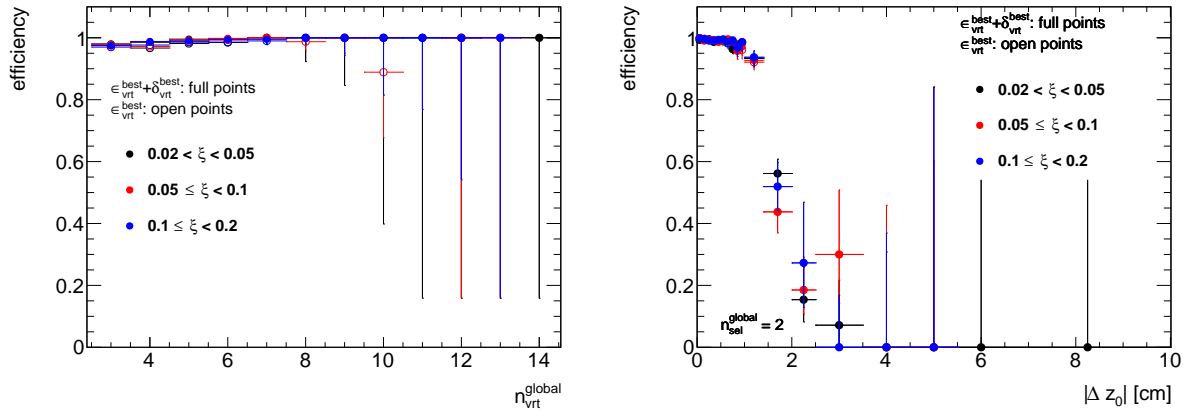 efficiency
1
0.8
0.6
0.4
0.2
0
ϵ_vrt^best+δ_vrt^best: full points
ϵ_vrt^best: open points
0.02 < ξ < 0.05
0.05 ≤ ξ < 0.1
0.1 ≤ ξ < 0.2
4 6 8 10 12 14
n_vrt^global
efficiency
1
0.8
0.6
0.4
0.2
0
ϵ_vrt^best+δ_vrt^best: full points
ϵ_vrt^best: open points
0.02 < ξ < 0.05
0.05 ≤ ξ < 0.1
0.1 ≤ ξ < 0.2
n_sel^global = 2
0 2 4 6 8 10
|Δ z₀| [cm]